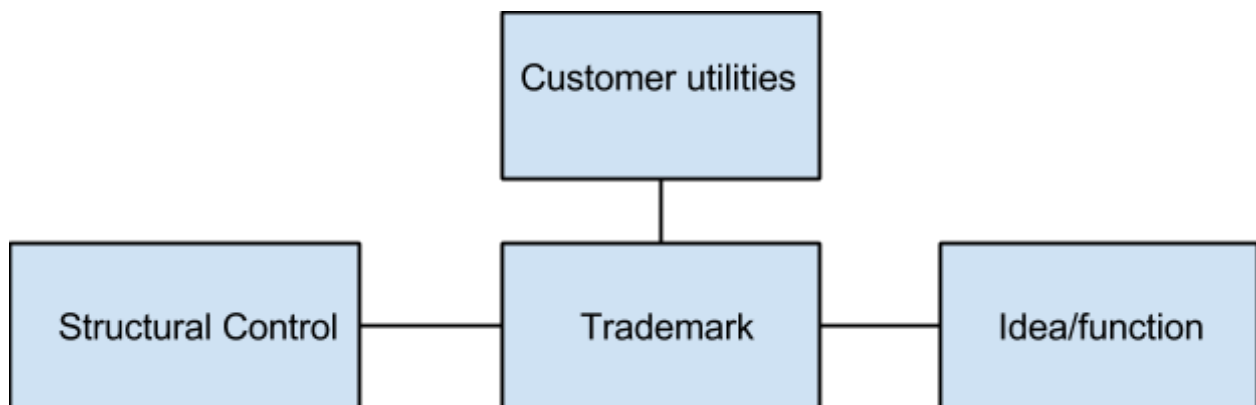 Customer utilities
Structural Control
Trademark
Idea/function